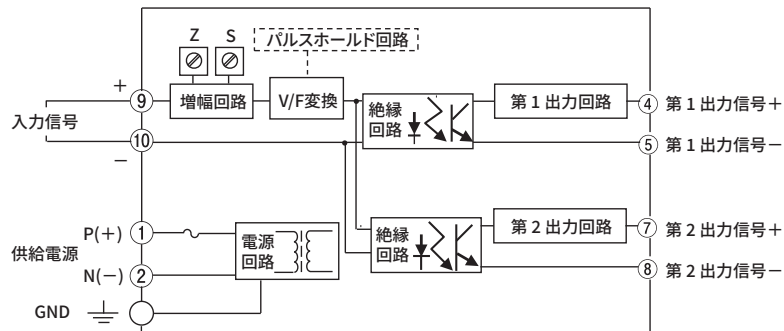 Z S
パルスホールド回路
+
9 増幅回路 V/F変換 絶縁回路 第1出力回路 4 第1出力信号+
入力信号
10 5 第1出力信号−
−
P(+) 1 電源回路 絶縁回路 第2出力回路 7 第2出力信号+
供給電源
N(−) 2 8 第2出力信号−
GND